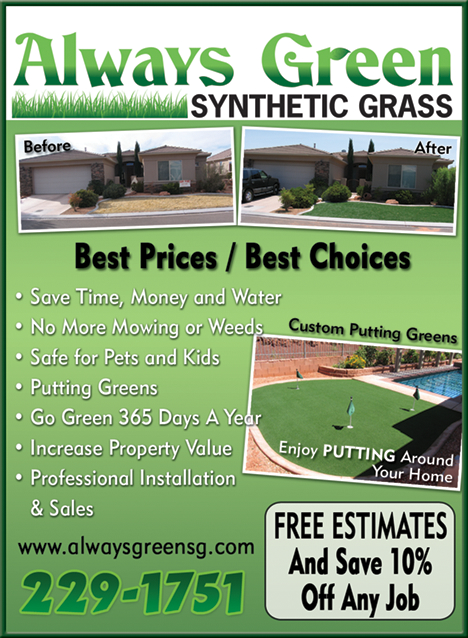 Always Green
SYNTHETIC GRASS
Before
After
Best Prices / Best Choices
• Save Time, Money and Water
• No More Mowing or Weeds
• Safe for Pets and Kids
• Putting Greens
• Go Green 365 Days A Year
• Increase Property Value
• Professional Installation
& Sales
Custom Putting Greens
Enjoy PUTTING Around
Your Home
www.alwaysgreensg.com
229-1751
FREE ESTIMATES
And Save 10%
Off Any Job